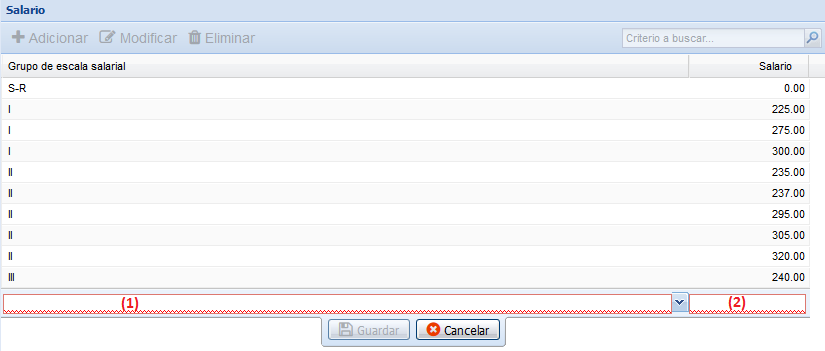 Salario
Adicionar Modificar Eliminar Criterio a buscar...
Grupo de escala salarial Salario
S-R 0.00
I 225.00
I 275.00
I 300.00
II 235.00
II 237.00
II 295.00
II 305.00
II 320.00
III 240.00
(1) (2)
Guardar Cancelar